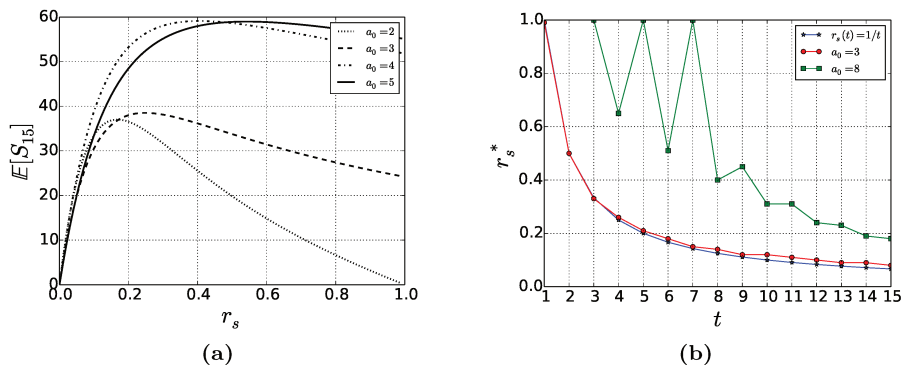 60
50
40
30
20
10
0
0.0 0.2 0.4 0.6 0.8 1.0
𝔼[S₁₅]
r_s
a₀ = 2
a₀ = 3
a₀ = 4
a₀ = 5
(a)
1.0
0.8
0.6
0.4
0.2
0.0
1 2 3 4 5 6 7 8 9 10 11 12 13 14 15
r_s*
t
r_s(t) = 1/t
a₀ = 3
a₀ = 8
(b)